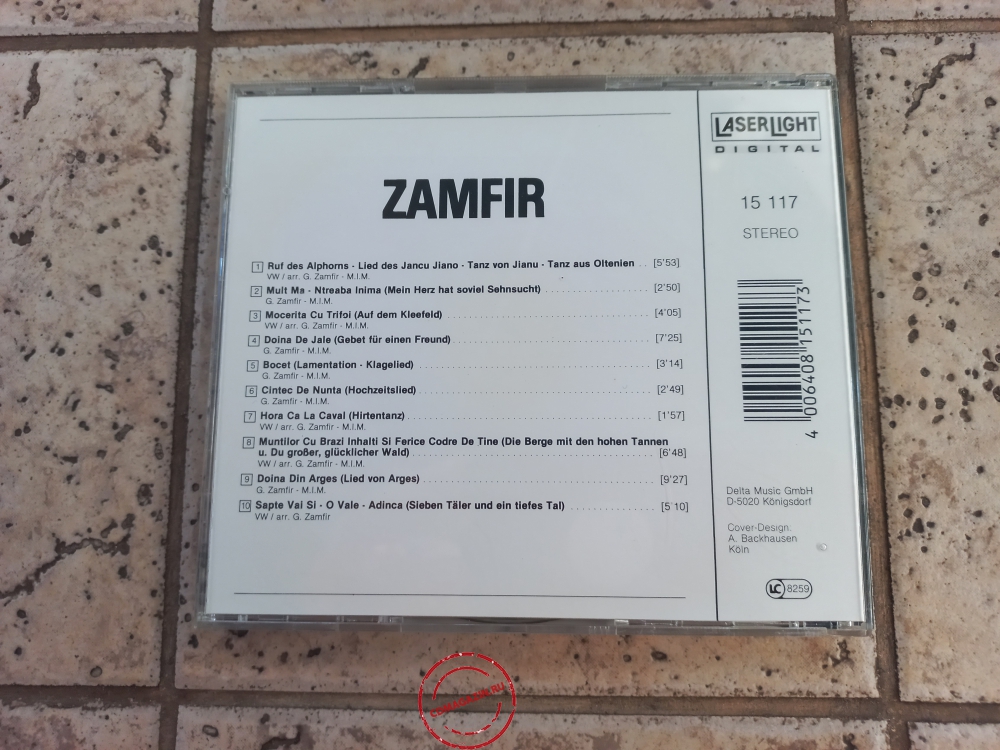 ZAMFIR
1 Ruf des Alphorns - Lied des Jancu Jiano - Tanz von Jianu - Tanz aus Oltenien . . [5'53]
VW / arr. G. Zamfir - M.I.M.
2 Mult Ma - Ntreaba Inima (Mein Herz hat soviel Sehnsucht) . . . . . . . . . . . . . . . . . . . . [2'50]
G. Zamfir - M.I.M.
3 Mocerita Cu Trifoi (Auf dem Kleefeld) . . . . . . . . . . . . . . . . . . . . [4'05]
VW / arr. G. Zamfir - M.I.M.
4 Doina De Jale (Gebet für einen Freund) . . . . . . . . . . . . . . . . . . . . [7'25]
G. Zamfir - M.I.M.
5 Bocet (Lamentation - Klagelied) . . . . . . . . . . . . . . . . . . . . [3'14]
G. Zamfir - M.I.M.
6 Cintec De Nunta (Hochzeitslied) . . . . . . . . . . . . . . . . . . . . [2'49]
G. Zamfir - M.I.M.
7 Hora Ca La Caval (Hirtentanz) . . . . . . . . . . . . . . . . . . . . [1'57]
VW / arr. G. Zamfir - M.I.M.
8 Muntilor Cu Brazi Inhalti Si Ferice Codre De Tine (Die Berge mit den hohen Tannen
u. Du großer, glücklicher Wald) . . . . . . . . . . . . . . . . . . . . [6'48]
VW / arr. G. Zamfir - M.I.M.
9 Doina Din Arges (Lied von Arges) . . . . . . . . . . . . . . . . . . . . [9'27]
G. Zamfir - M.I.M.
10 Sapte Vai Si - O Vale - Adinca (Sieben Täler und ein tiefes Tal) . . . . . . . . . . . . . . . . [5'10]
VW / arr. G. Zamfir
LASERLIGHT
DIGITAL
15 117
STEREO
4 006408 151173
Delta Music GmbH
D-5020 Königsdorf
Cover-Design:
A. Backhausen
Köln
LC 8259